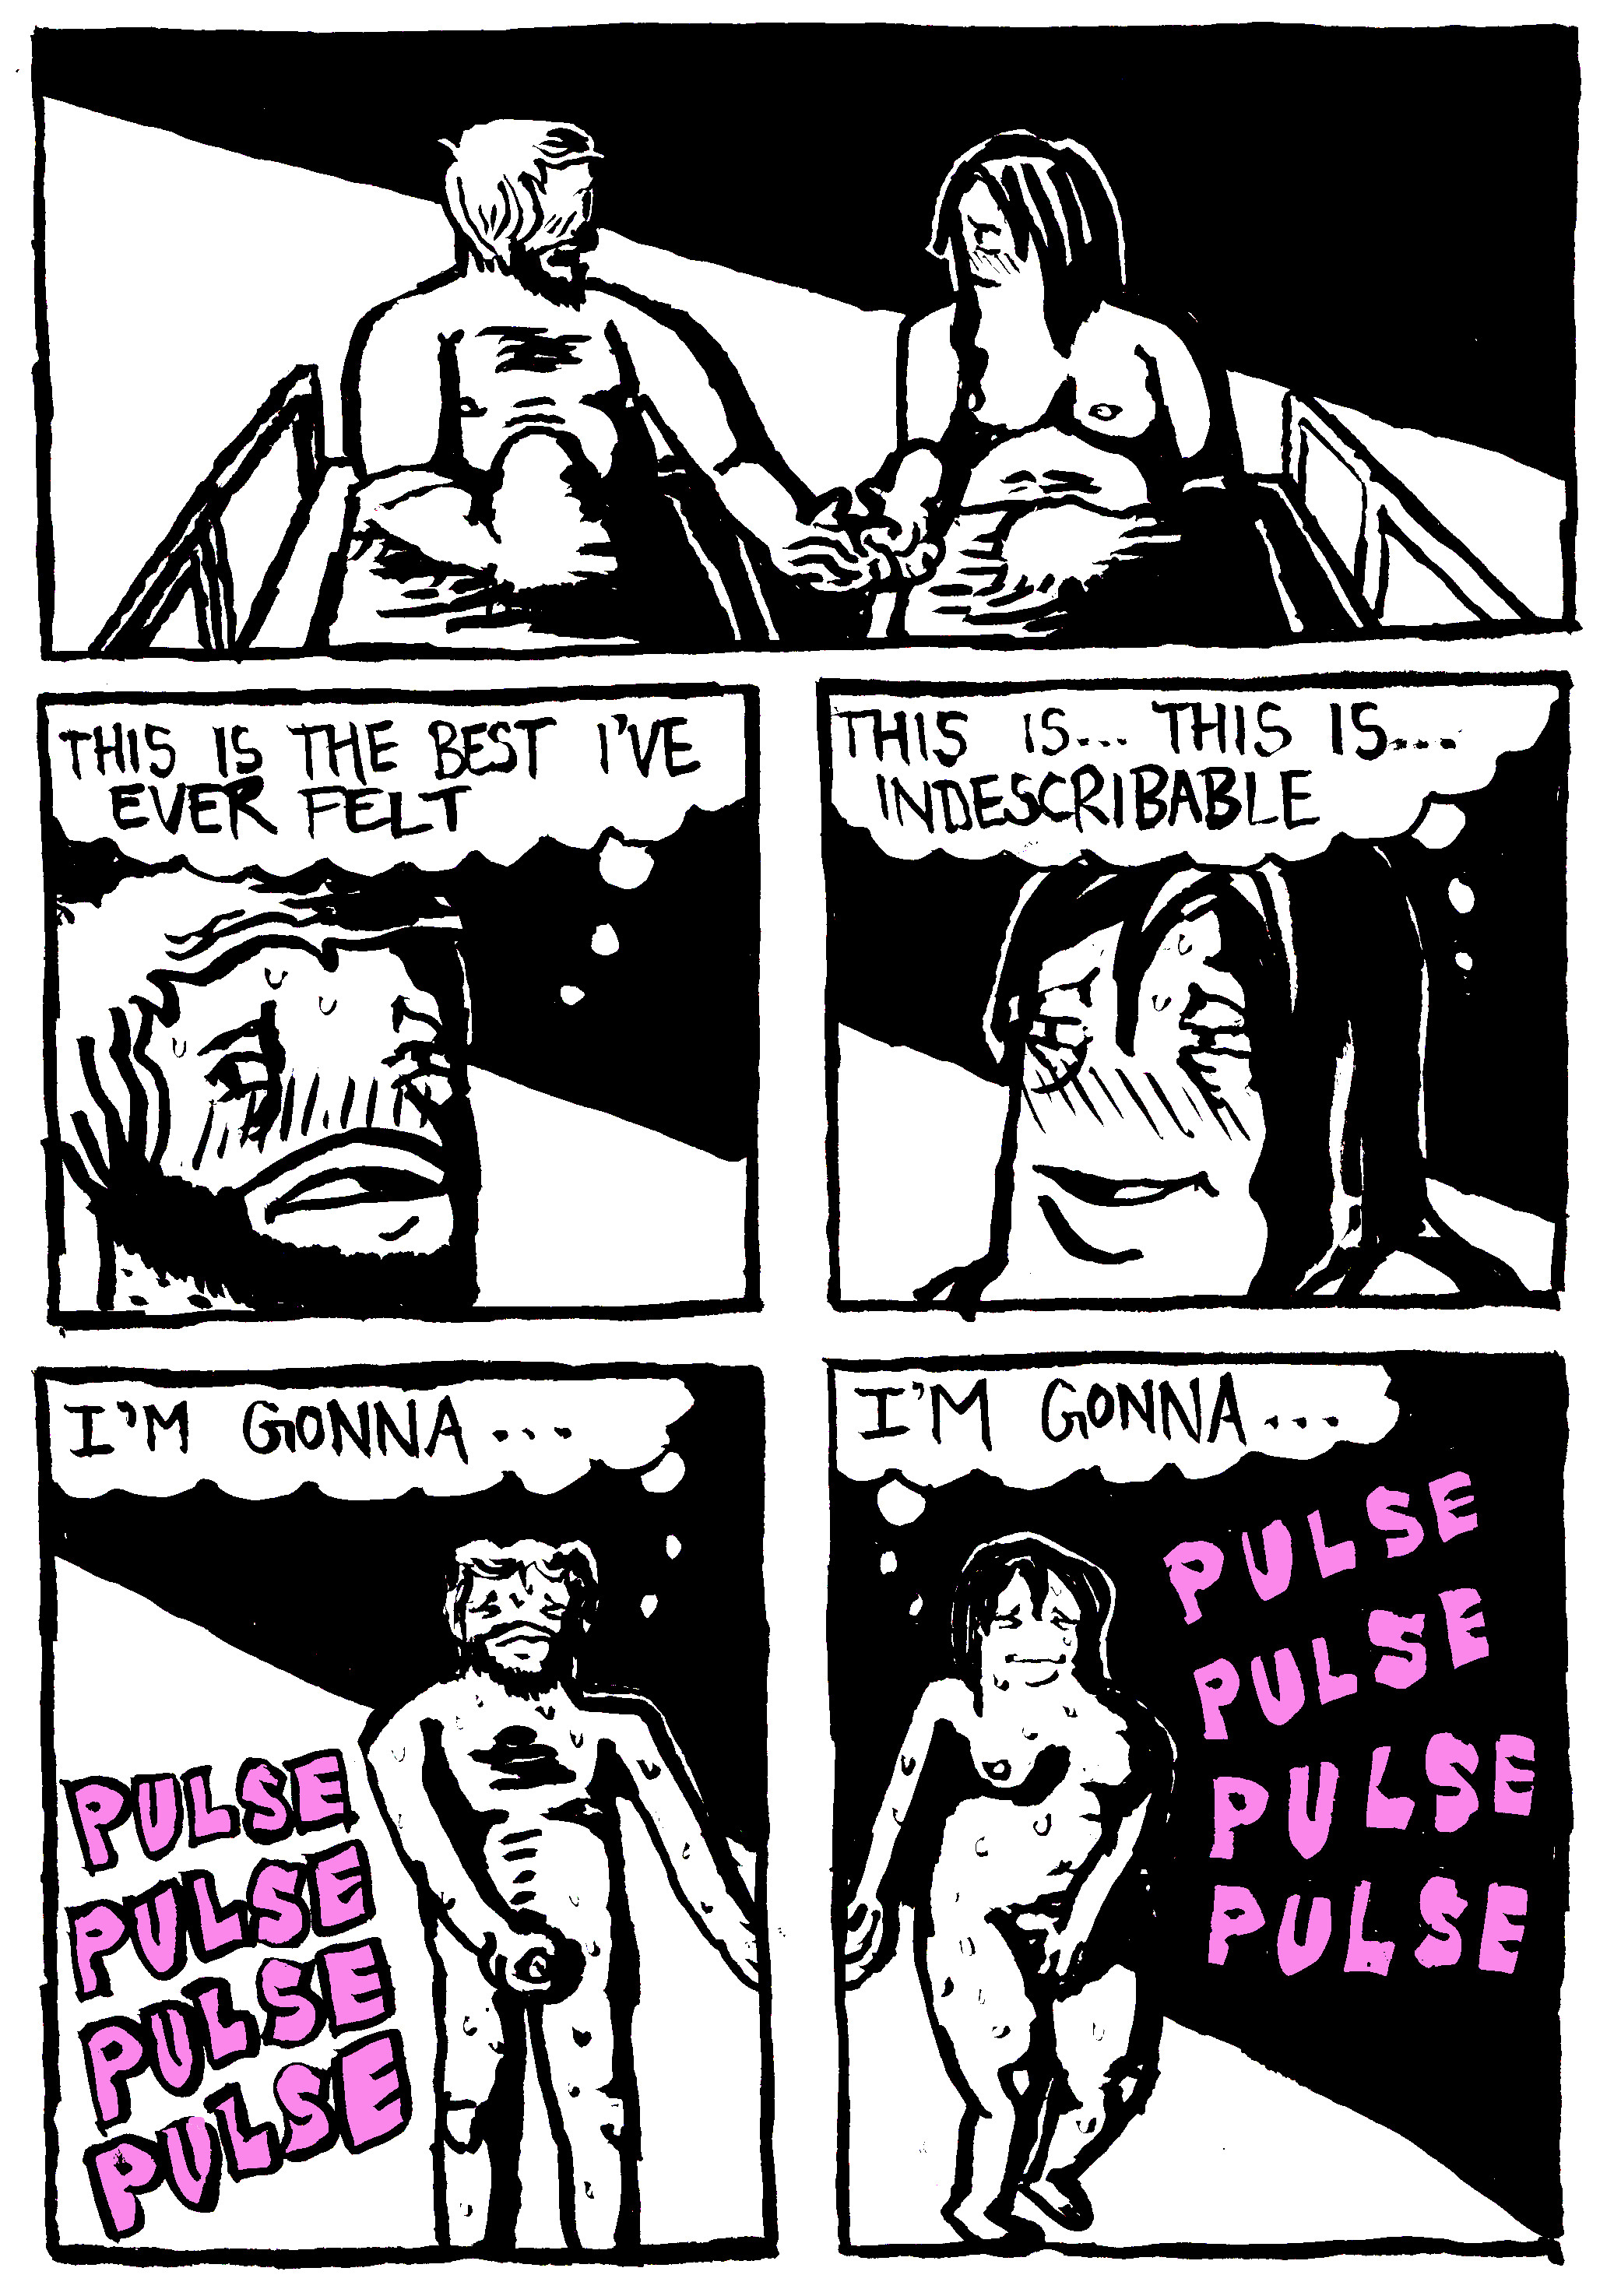 THIS IS THE BEST I'VE
EVER FELT
THIS IS... THIS IS...
INDESCRIBABLE
I'M GONNA...
PULSE
PULSE
PULSE
PULSE
I'M GONNA...
PULSE
PULSE
PULSE
PULSE